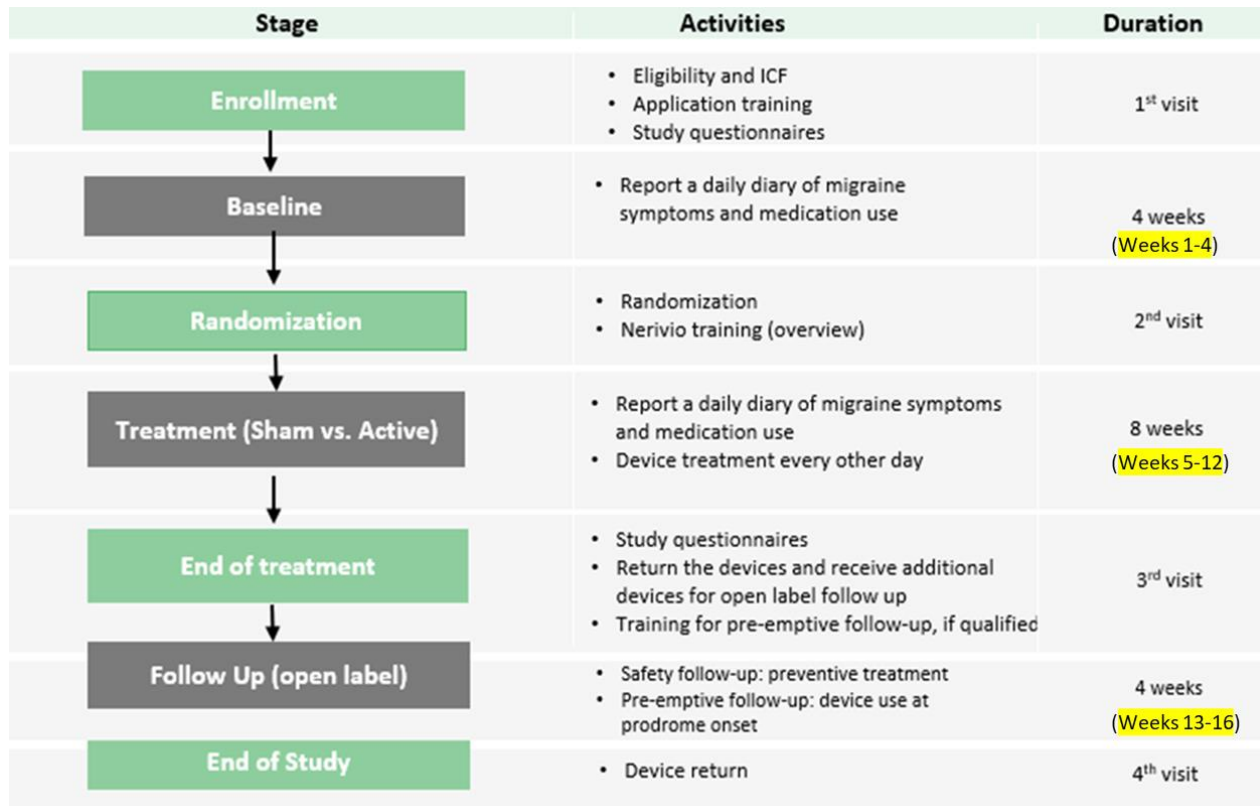 Stage Activities Duration
Enrollment
• Eligibility and ICF
• Application training
• Study questionnaires
1st visit
Baseline
• Report a daily diary of migraine
symptoms and medication use
4 weeks
(Weeks 1-4)
Randomization
• Randomization
• Nerivio training (overview)
2nd visit
Treatment (Sham vs. Active)
• Report a daily diary of migraine symptoms
and medication use
• Device treatment every other day
8 weeks
(Weeks 5-12)
End of treatment
• Study questionnaires
• Return the devices and receive additional
devices for open label follow up
• Training for pre-emptive follow-up, if qualified
3rd visit
Follow Up (open label)
• Safety follow-up: preventive treatment
• Pre-emptive follow-up: device use at
prodrome onset
4 weeks
(Weeks 13-16)
End of Study
• Device return
4th visit